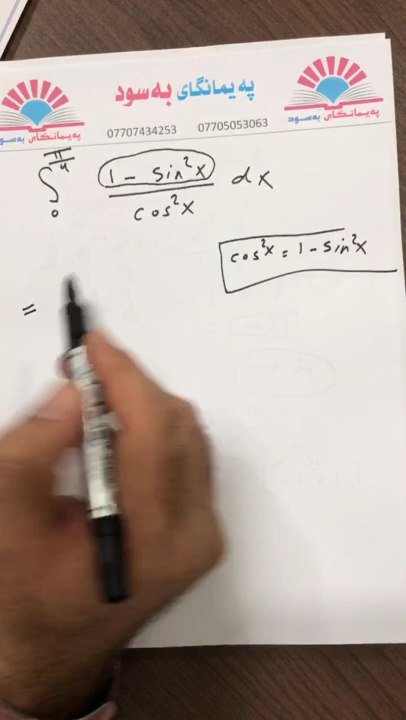 پەیمانگای بەسود
پەیمانگای بەسود
پەیمانگای بەسود
07707434253 07705053063
∫₀^(π/4) (1 - sin²x)/(cos²x) dx
cos²x = 1 - sin²x
=